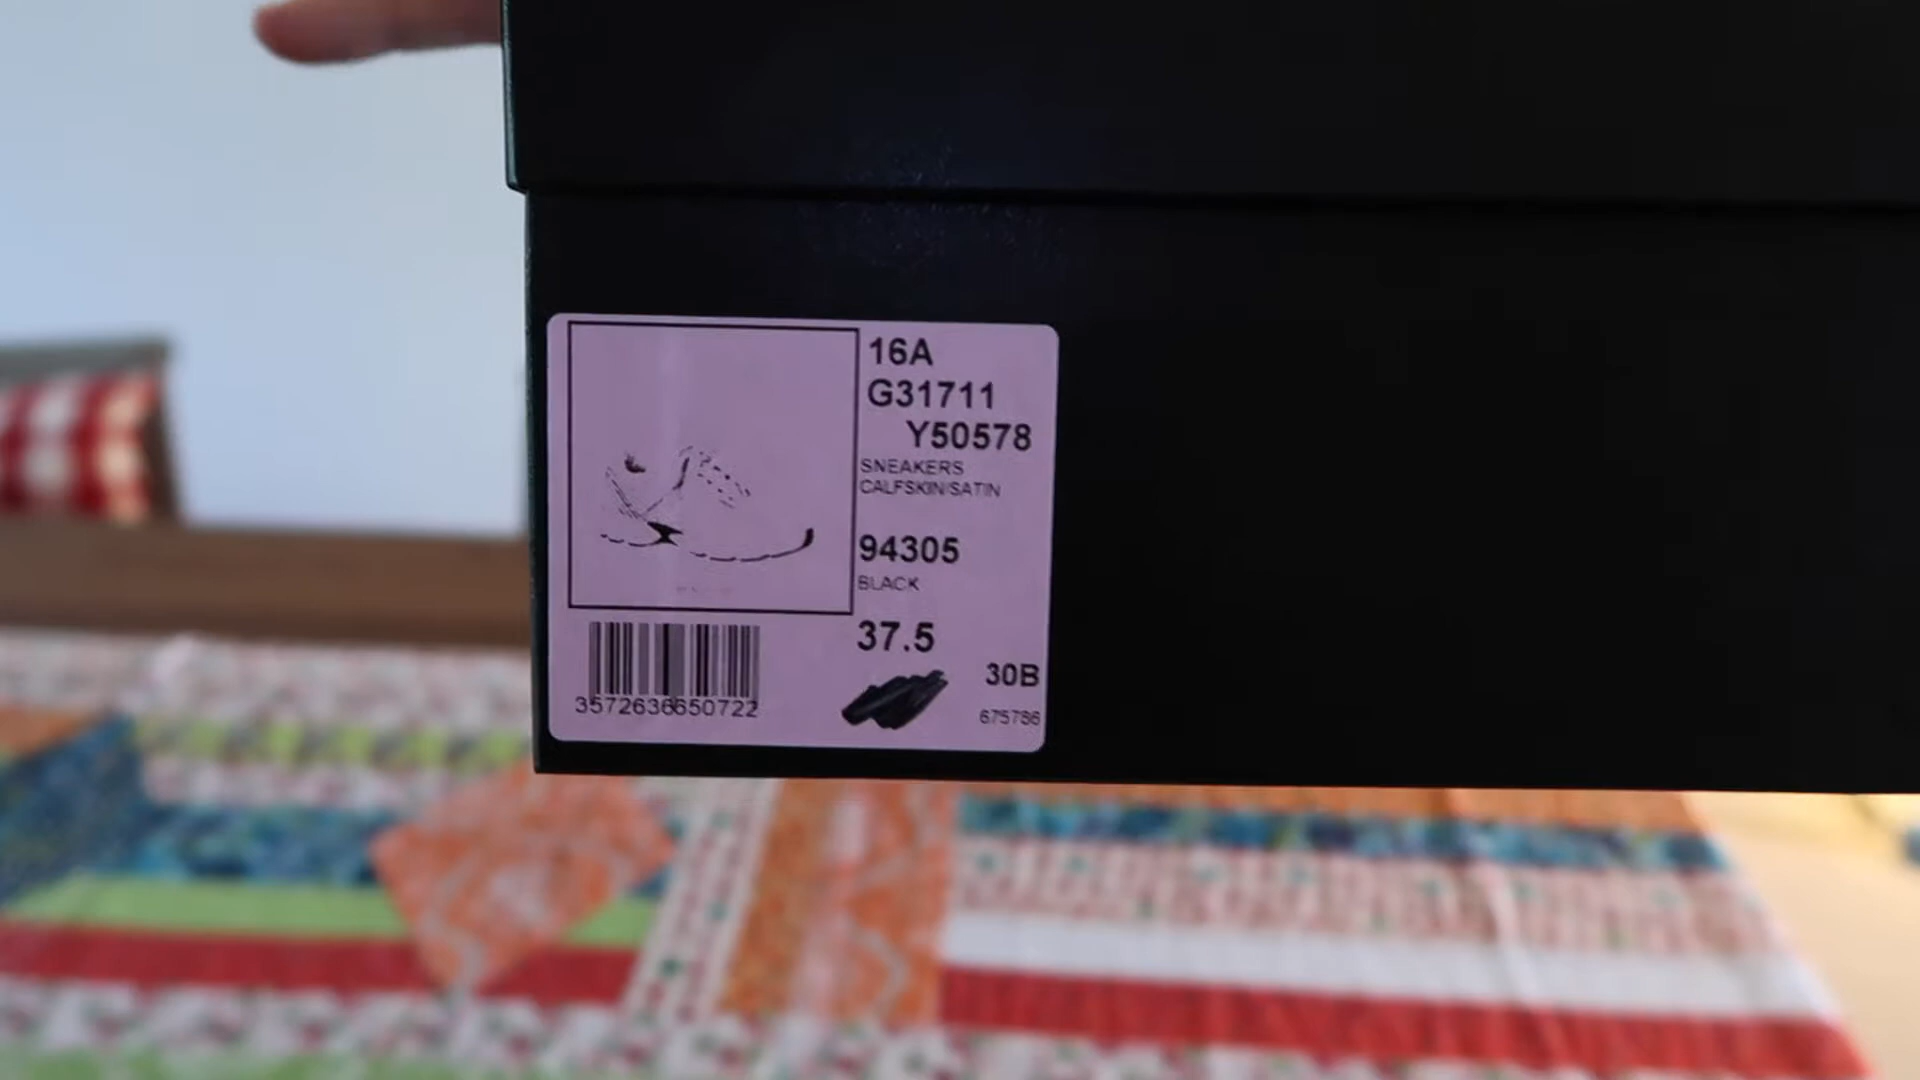 16A
G31711
Y50578
SNEAKERS
CALFSKIN/SATIN
94305
BLACK
37.5
30B
3572636650722
675786